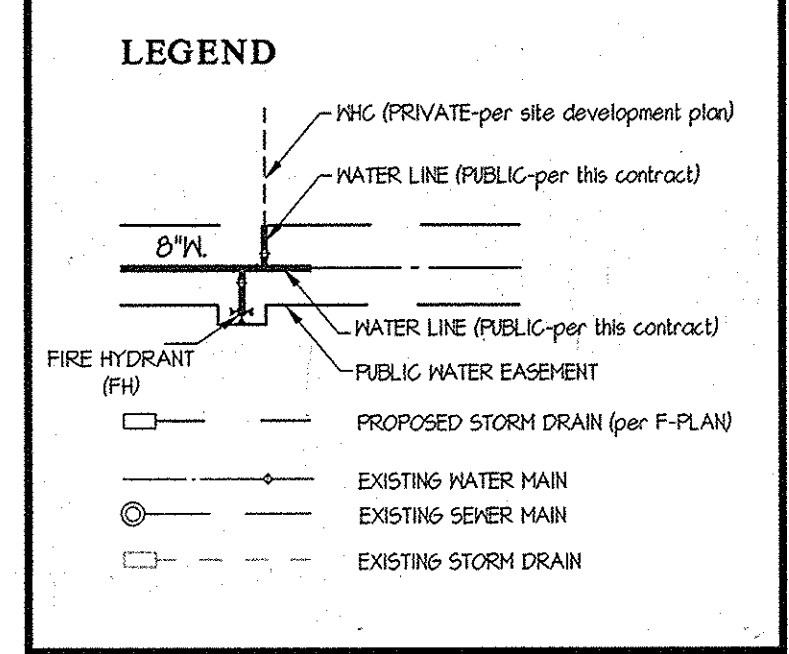 LEGEND
WHC (PRIVATE-per site development plan)
WATER LINE (PUBLIC-per this contract)
8"W.
WATER LINE (PUBLIC-per this contract)
FIRE HYDRANT
(FH)
PUBLIC WATER EASEMENT
PROPOSED STORM DRAIN (per F-PLAN)
EXISTING WATER MAIN
EXISTING SEWER MAIN
EXISTING STORM DRAIN